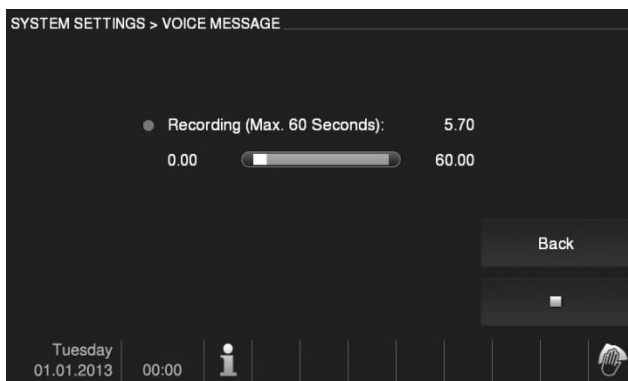 SYSTEM SETTINGS > VOICE MESSAGE
Recording (Max. 60 Seconds): 5.70
0.00 60.00
Back
Tuesday
01.01.2013 00:00